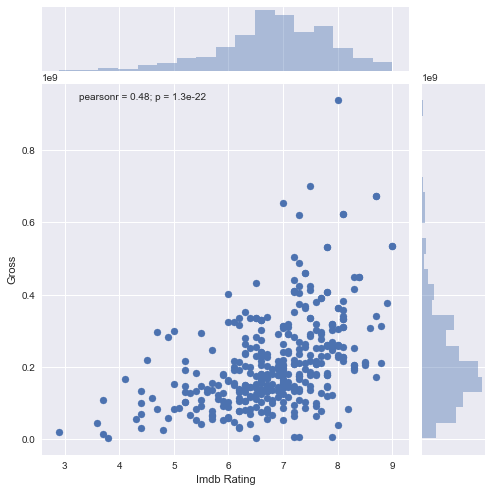 1e9
1e9
pearsonr = 0.48; p = 1.3e-22
0.8
0.6
0.4
0.2
0.0
Gross
3 4 5 6 7 8 9
Imdb Rating